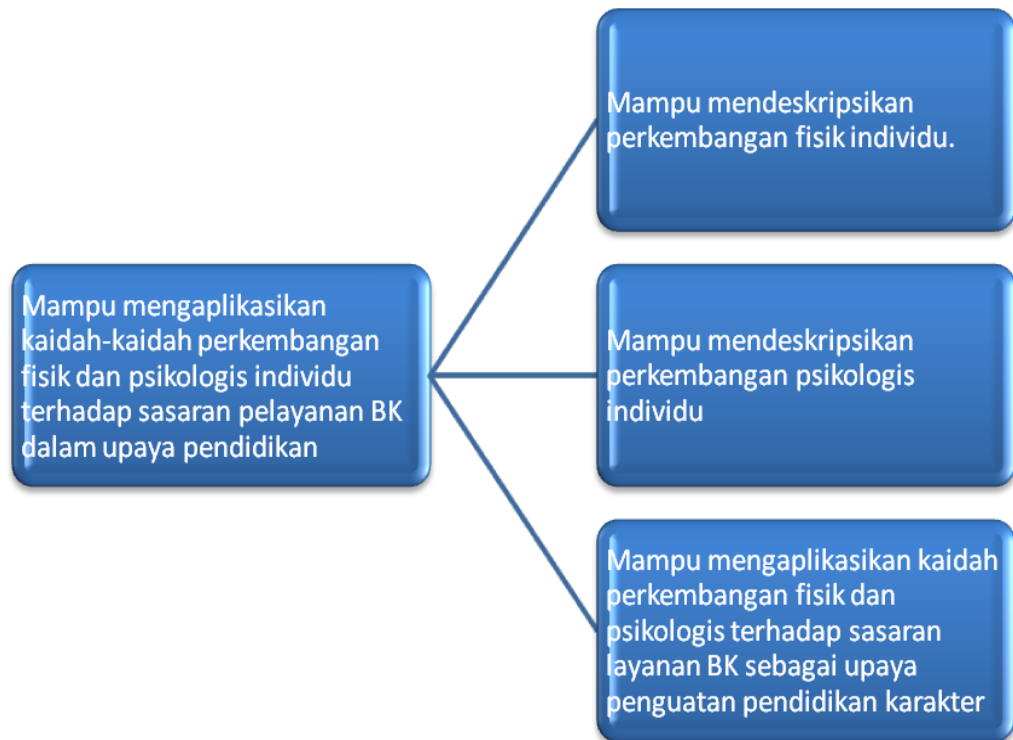 Mampu mengaplikasikan
kaidah-kaidah perkembangan
fisik dan psikologis individu
terhadap sasaran pelayanan BK
dalam upaya pendidikan
Mampu mendeskripsikan
perkembangan fisik individu.
Mampu mendeskripsikan
perkembangan psikologis
individu
Mampu mengaplikasikan kaidah
perkembangan fisik dan
psikologis terhadap sasaran
layanan BK sebagai upaya
penguatan pendidikan karakter